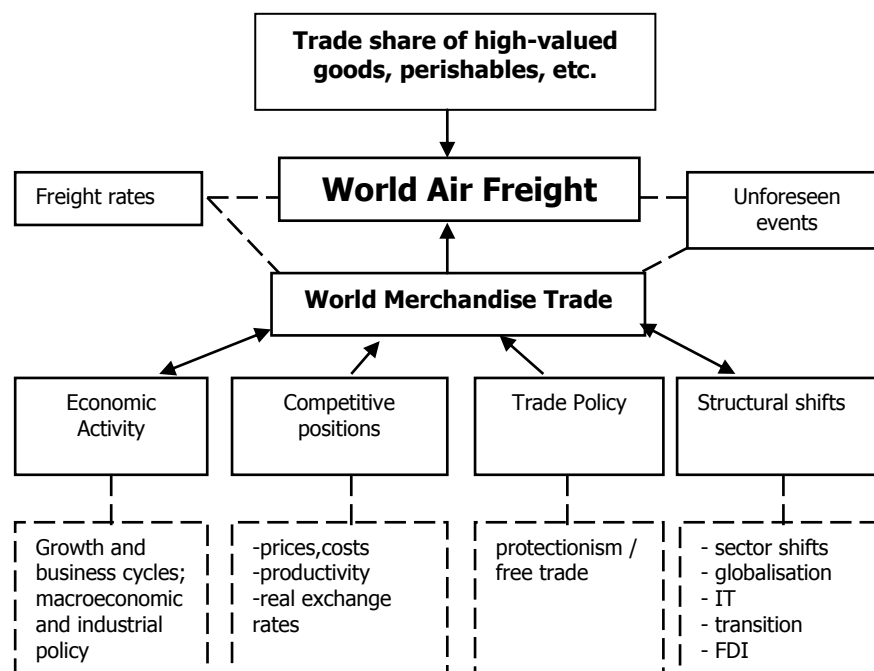 Trade share of high-valued
goods, perishables, etc.
Freight rates
World Air Freight
Unforeseen
events
World Merchandise Trade
Economic
Activity
Competitive
positions
Trade Policy
Structural shifts
Growth and
business cycles;
macroeconomic
and industrial
policy
-prices,costs
-productivity
-real exchange
rates
protectionism /
free trade
- sector shifts
- globalisation
- IT
- transition
- FDI